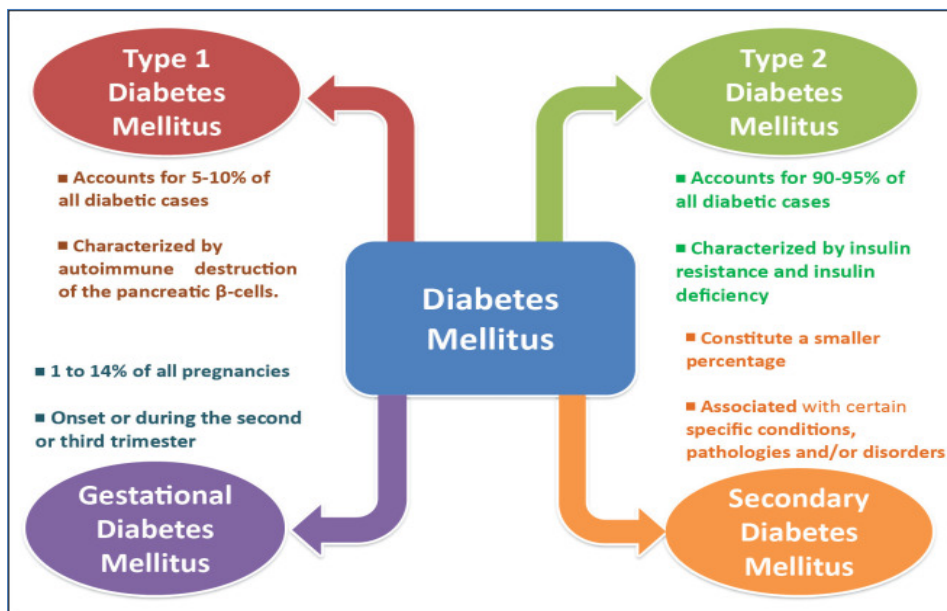 Type 1
Diabetes
Mellitus
■ Accounts for 5-10% of
all diabetic cases
■ Characterized by
autoimmune destruction
of the pancreatic β-cells.
Type 2
Diabetes
Mellitus
■ Accounts for 90-95% of
all diabetic cases
■ Characterized by insulin
resistance and insulin
deficiency
Diabetes
Mellitus
■ 1 to 14% of all pregnancies
■ Onset or during the second
or third trimester
Gestational
Diabetes
Mellitus
■ Constitute a smaller
percentage
■ Associated with certain
specific conditions,
pathologies and/or disorders
Secondary
Diabetes
Mellitus